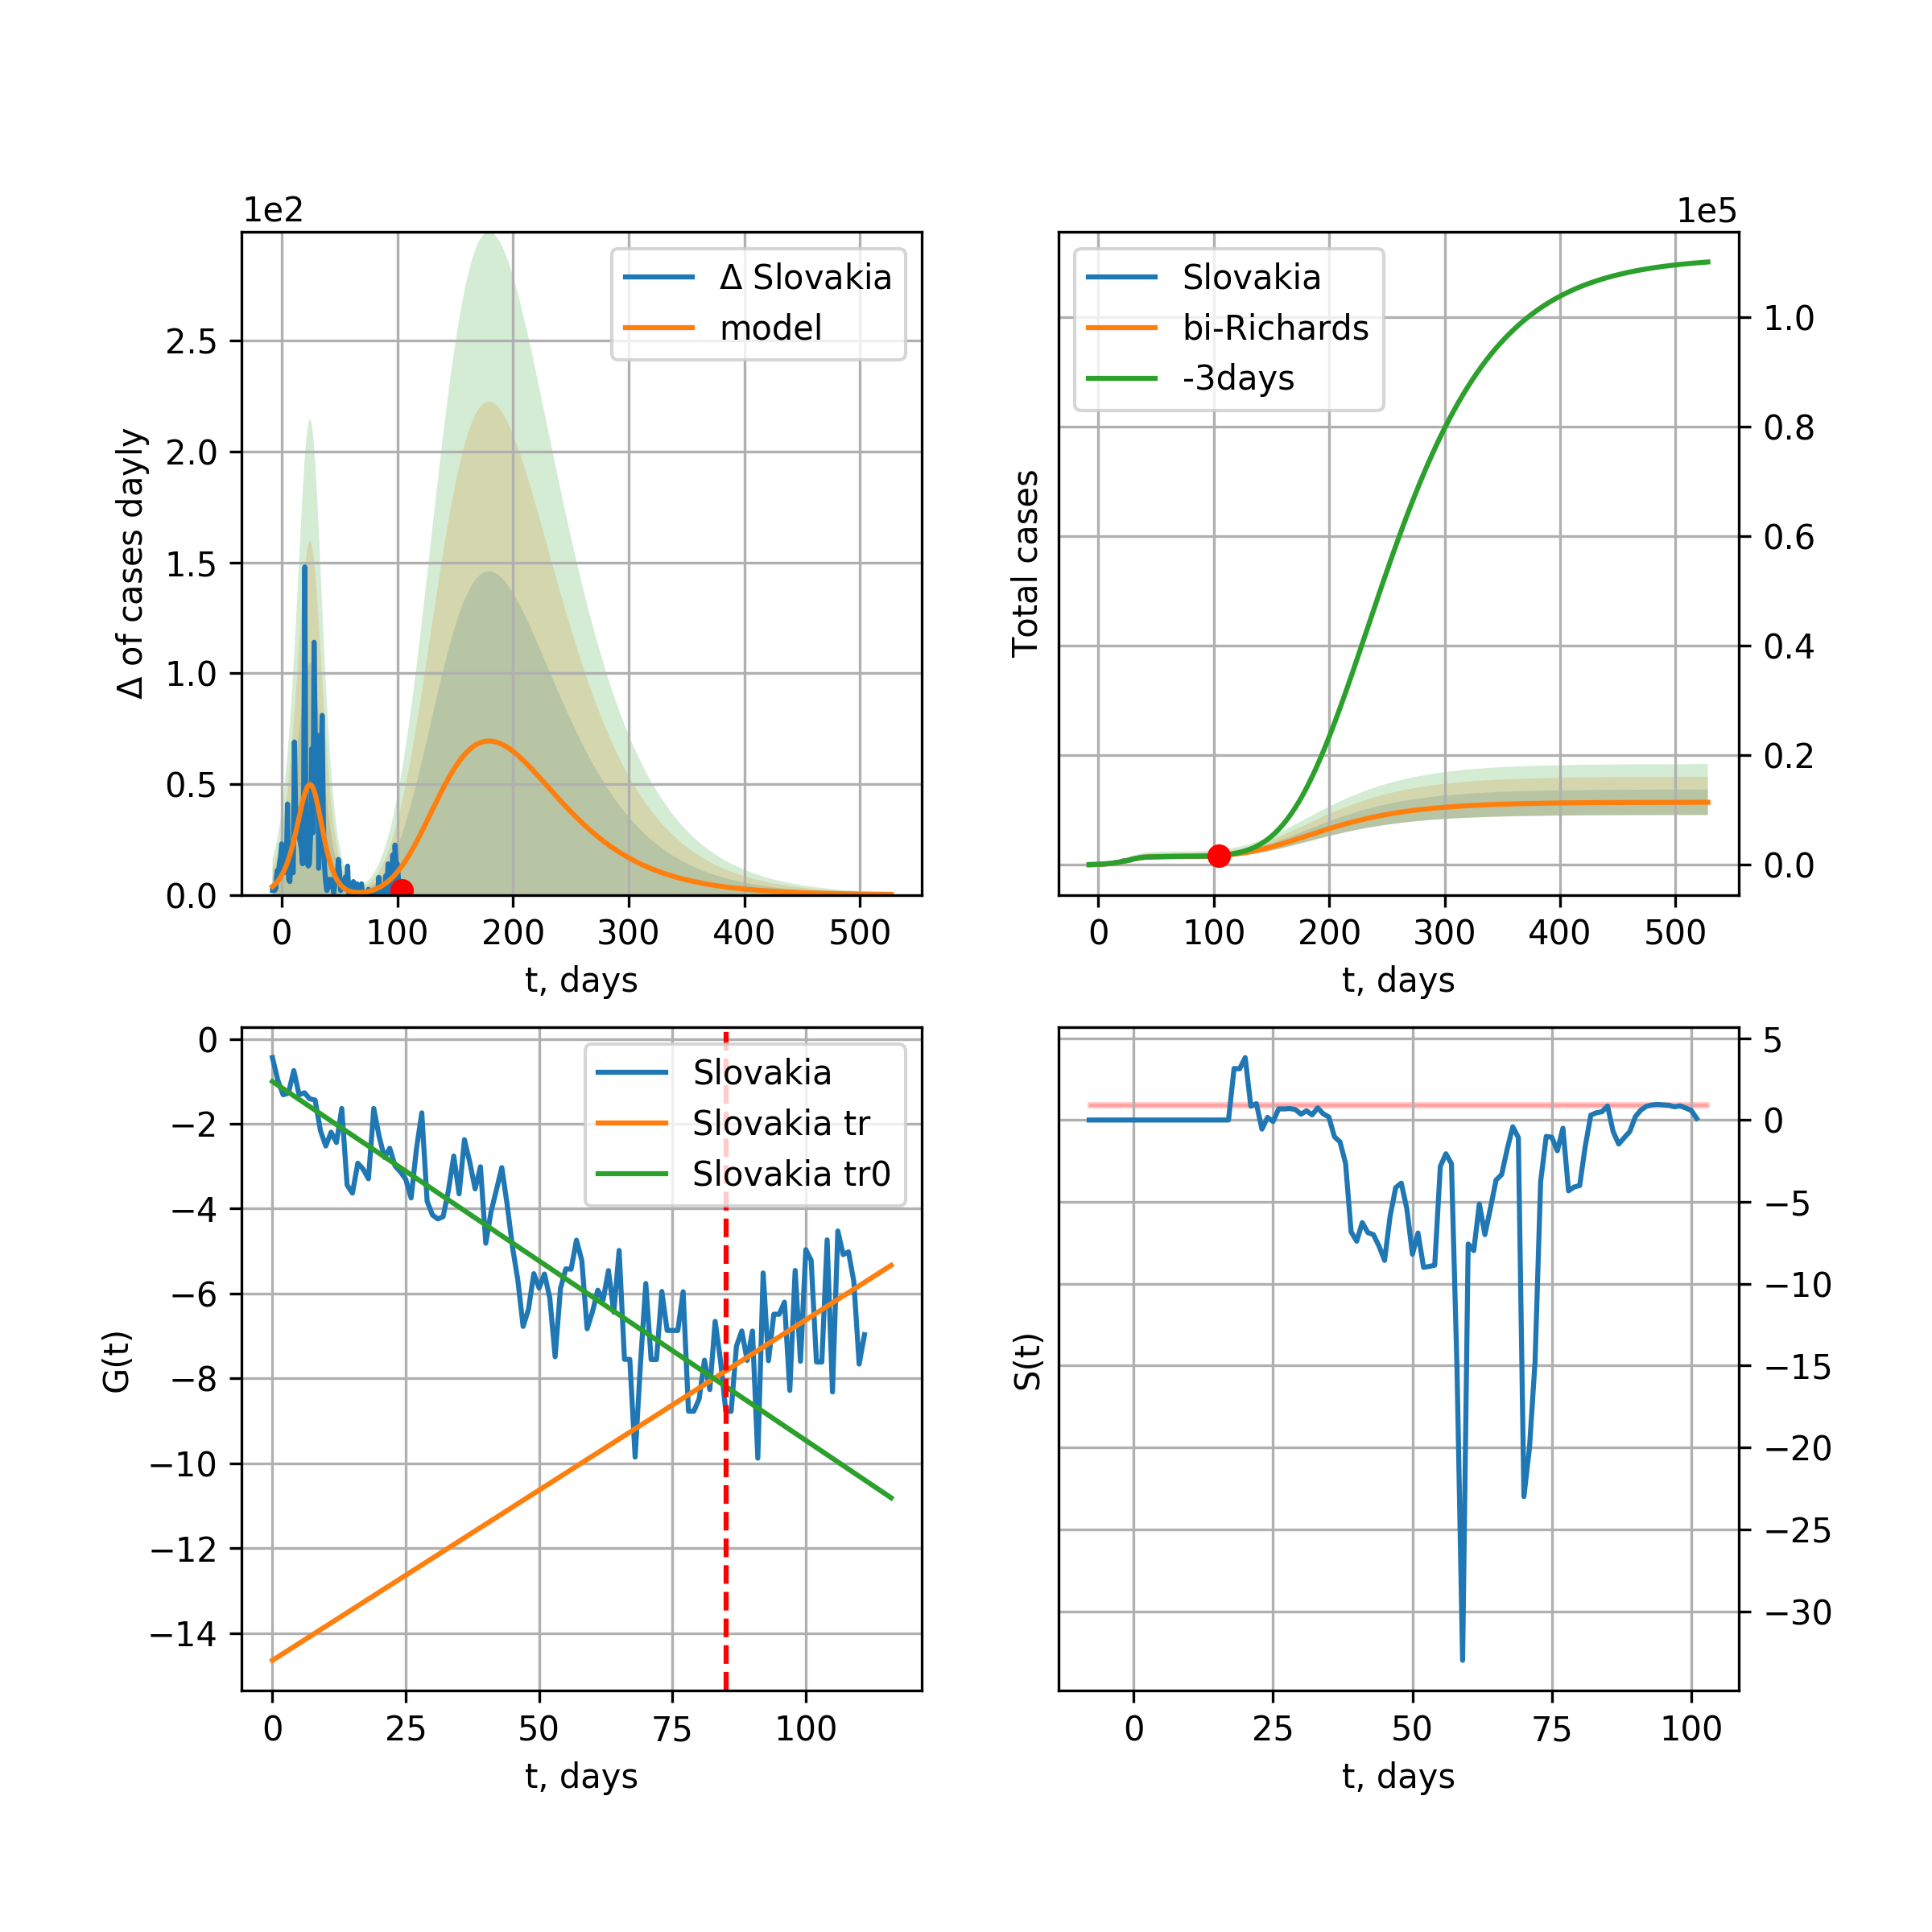 1e2
Δ Slovakia
model
2.5
2.0
1.5
1.0
0.5
0.0
Δ of cases dayly
0 100 200 300 400 500
t, days
1e5
Slovakia
bi-Richards
-3days
1.0
0.8
0.6
0.4
0.2
0.0
Total cases
0 100 200 300 400 500
t, days
Slovakia
Slovakia tr
Slovakia tr0
0
−2
−4
−6
−8
−10
−12
−14
G(t)
0 25 50 75 100
t, days
5
0
−5
−10
−15
−20
−25
−30
S(t)
0 25 50 75 100
t, days